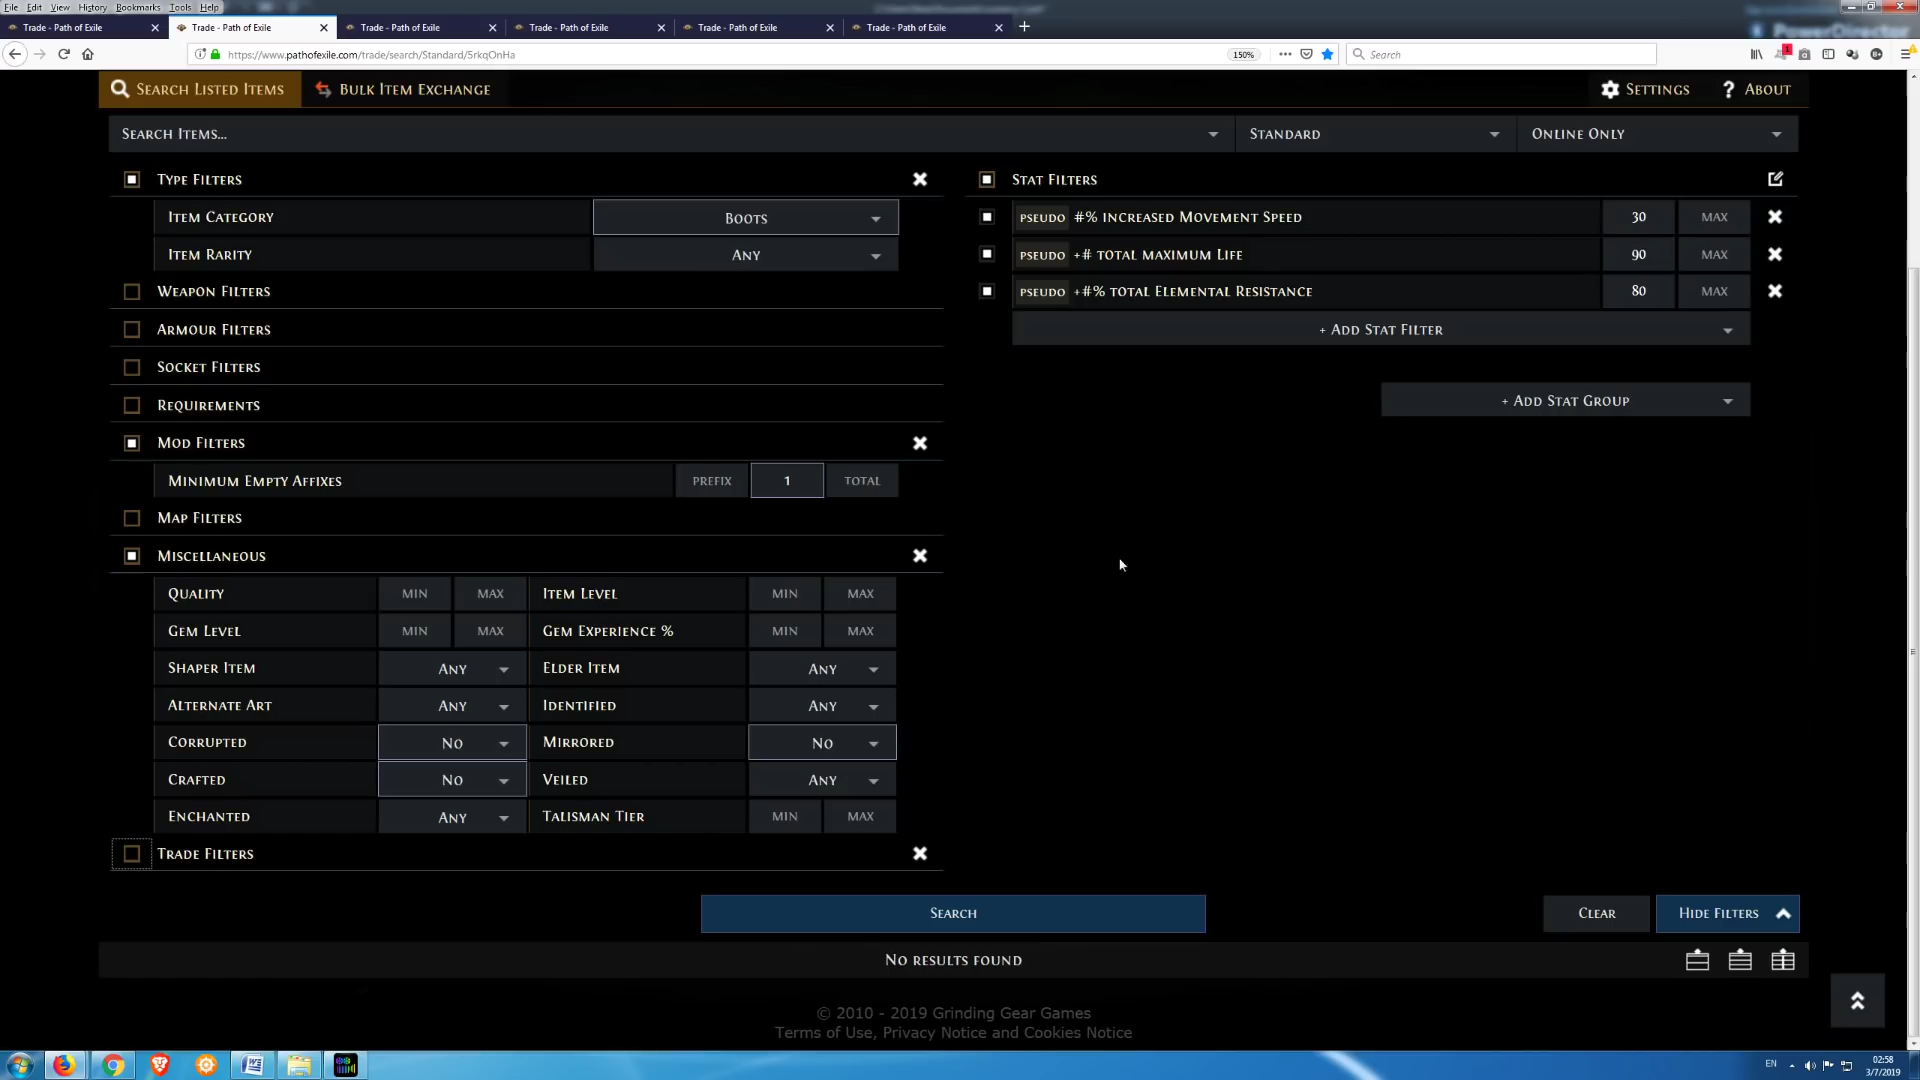 File Edit View History Bookmarks Tools Help
Trade - Path of Exile Trade - Path of Exile Trade - Path of Exile Trade - Path of Exile Trade - Path of Exile Trade - Path of Exile
PowerDirector
https://www.pathofexile.com/trade/search/Standard/5rkqOnHa 150% Search
Search Listed Items Bulk Item Exchange Settings ? About
Search Items... Standard Online Only
Type Filters
Item Category Boots
Item Rarity Any
Weapon Filters
Armour Filters
Socket Filters
Requirements
Mod Filters
Minimum Empty Affixes PREFIX 1 TOTAL
Map Filters
Miscellaneous
Quality MIN MAX Item Level MIN MAX
Gem Level MIN MAX Gem Experience % MIN MAX
Shaper Item Any Elder Item Any
Alternate Art Any Identified Any
Corrupted No Mirrored No
Crafted No Veiled Any
Enchanted Any Talisman Tier MIN MAX
Trade Filters
Stat Filters
PSEUDO #% increased Movement Speed 30 MAX
PSEUDO +# total maximum Life 90 MAX
PSEUDO +#% total Elemental Resistance 80 MAX
+ Add Stat Filter
+ Add Stat Group
Search Clear Hide Filters
No results found
© 2010 - 2019 Grinding Gear Games
Terms of Use, Privacy Notice and Cookies Notice
EN 02:58
3/7/2019